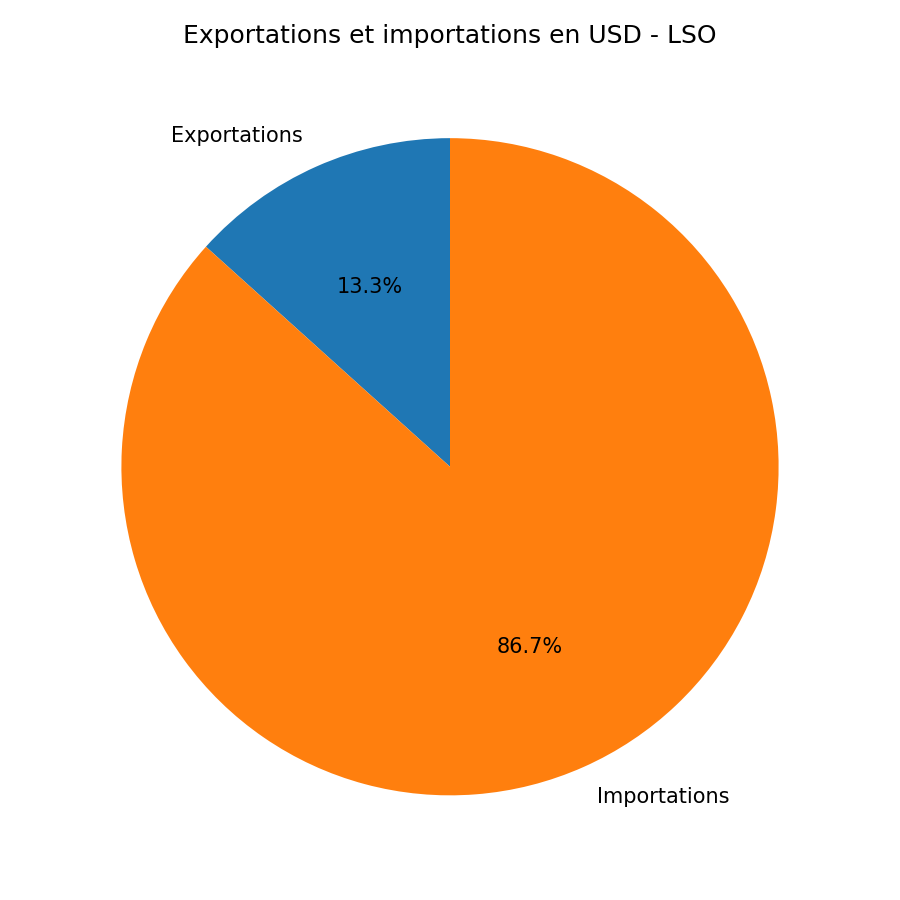 Exportations et importations en USD - LSO
Exportations
13.3%
86.7%
Importations